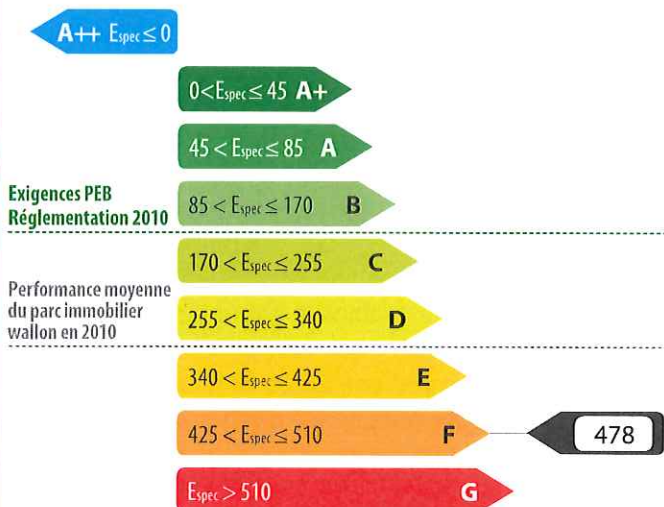 A++ Espec ≤ 0
0 < Espec ≤ 45 A+
45 < Espec ≤ 85 A
Exigences PEB
Réglementation 2010
85 < Espec ≤ 170 B
170 < Espec ≤ 255 C
Performance moyenne
du parc immobilier
wallon en 2010
255 < Espec ≤ 340 D
340 < Espec ≤ 425 E
425 < Espec ≤ 510 F
478
Espec > 510 G